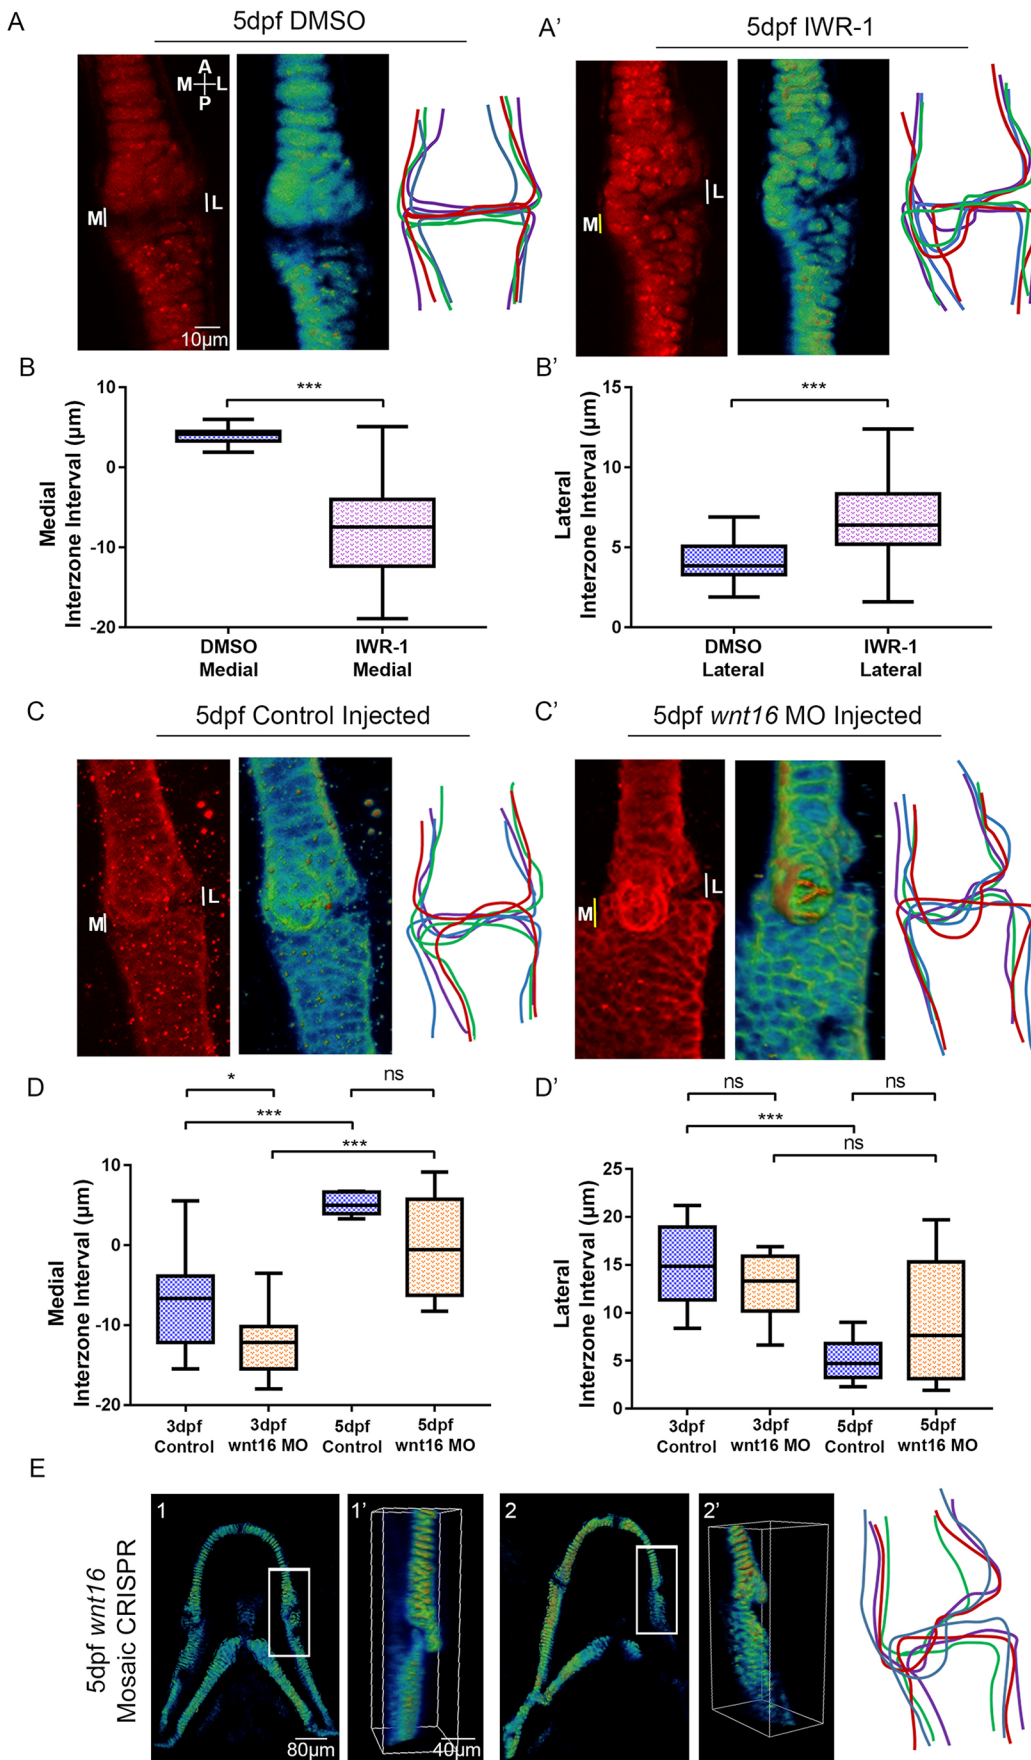 A
5dpf DMSO
A'
5dpf IWR-1
A
M L
P
M
L
10µm
M
L
B
***
Medial
Interzone Interval (µm)
10
0
-10
-20
DMSO
Medial
IWR-1
Medial
B'
***
Lateral
Interzone Interval (µm)
15
10
5
0
DMSO
Lateral
IWR-1
Lateral
C
5dpf Control Injected
C'
5dpf wnt16 MO Injected
M
L
M
L
D
*
ns
***
***
Medial
Interzone Interval (µm)
10
0
-10
-20
3dpf
Control
3dpf
wnt16 MO
5dpf
Control
5dpf
wnt16 MO
D'
ns
ns
***
ns
Lateral
Interzone Interval (µm)
25
20
15
10
5
0
3dpf
Control
3dpf
wnt16 MO
5dpf
Control
5dpf
wnt16 MO
E
5dpf wnt16
Mosaic CRISPR
1
1'
2
2'
80µm
40µm